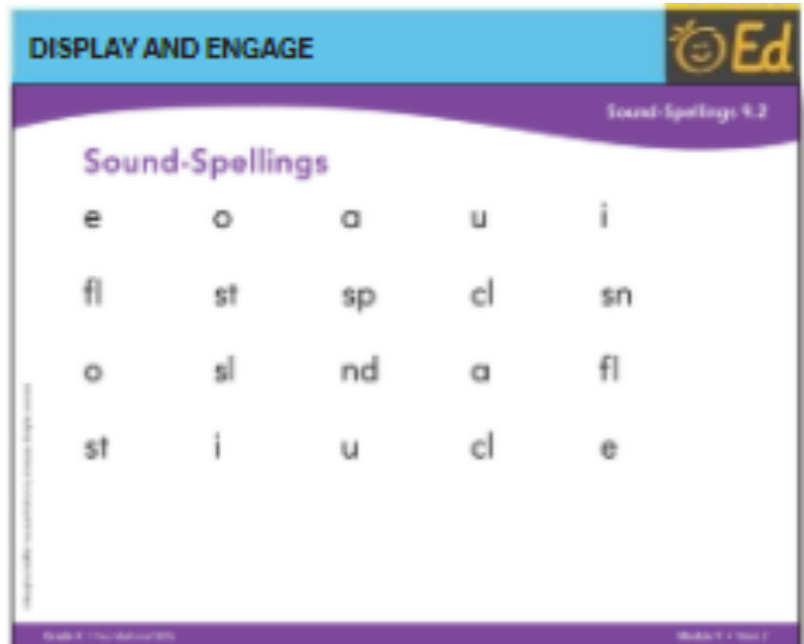 DISPLAY AND ENGAGE
Ed
Sound-Spellings 9.2
Sound-Spellings
e o a u i
fl st sp cl sn
o sl nd a fl
st i u cl e